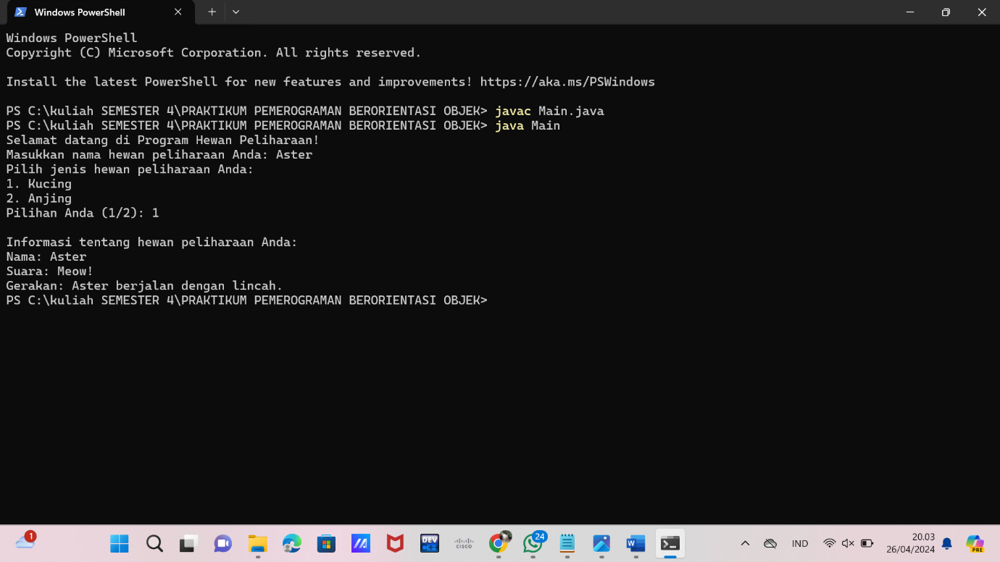 Windows PowerShell
Windows PowerShell
Copyright (C) Microsoft Corporation. All rights reserved.
Install the latest PowerShell for new features and improvements! https://aka.ms/PSWindows
PS C:\kuliah SEMESTER 4\PRAKTIKUM PEMEROGRAMAN BERORIENTASI OBJEK> javac Main.java
PS C:\kuliah SEMESTER 4\PRAKTIKUM PEMEROGRAMAN BERORIENTASI OBJEK> java Main
Selamat datang di Program Hewan Peliharaan!
Masukkan nama hewan peliharaan Anda: Aster
Pilih jenis hewan peliharaan Anda:
1. Kucing
2. Anjing
Pilihan Anda (1/2): 1
Informasi tentang hewan peliharaan Anda:
Nama: Aster
Suara: Meow!
Gerakan: Aster berjalan dengan lincah.
PS C:\kuliah SEMESTER 4\PRAKTIKUM PEMEROGRAMAN BERORIENTASI OBJEK>
1
DEV
cisco
24
W
IND
20.03
26/04/2024
PRE